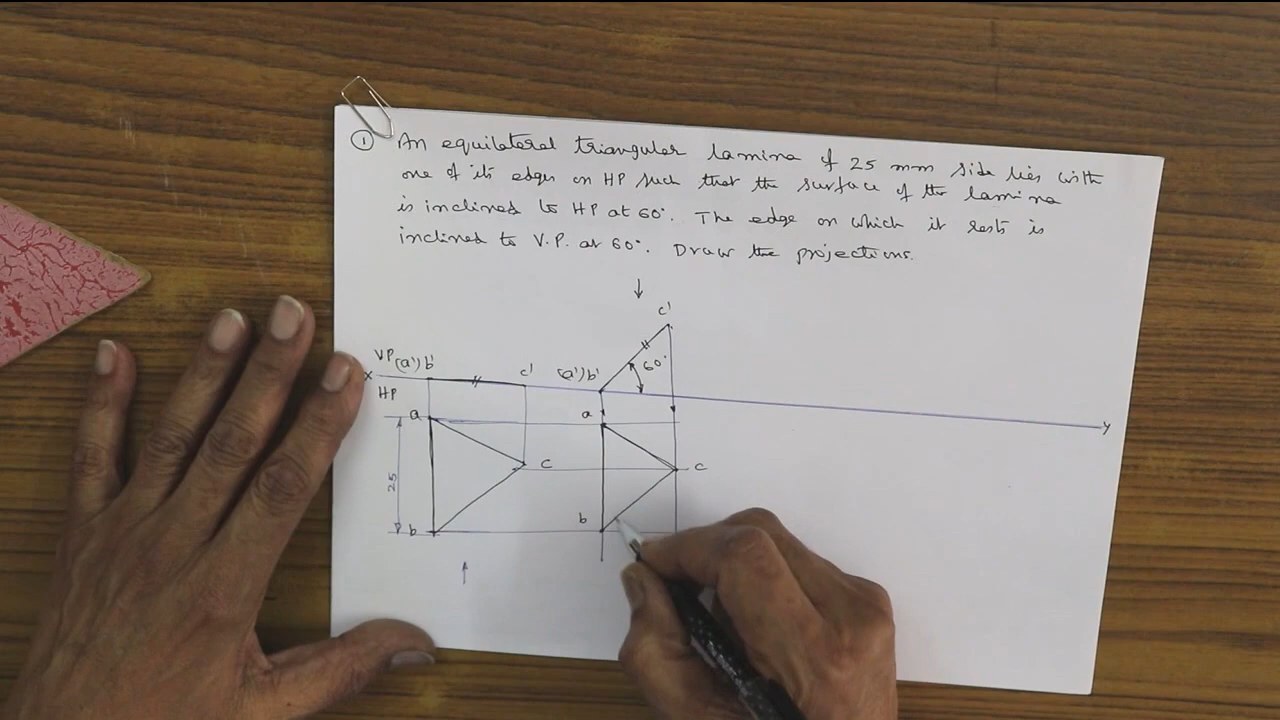 ① An equilateral triangular lamina of 25 mm side lies with
one of its edges on HP such that the surface of the lamina
is inclined to HP at 60°. The edge on which it rests is
inclined to V.P. at 60°. Draw the projections.
c'
VP (a') b' c' (a') b' 60°
X HP Y
a a
c c
25
b b